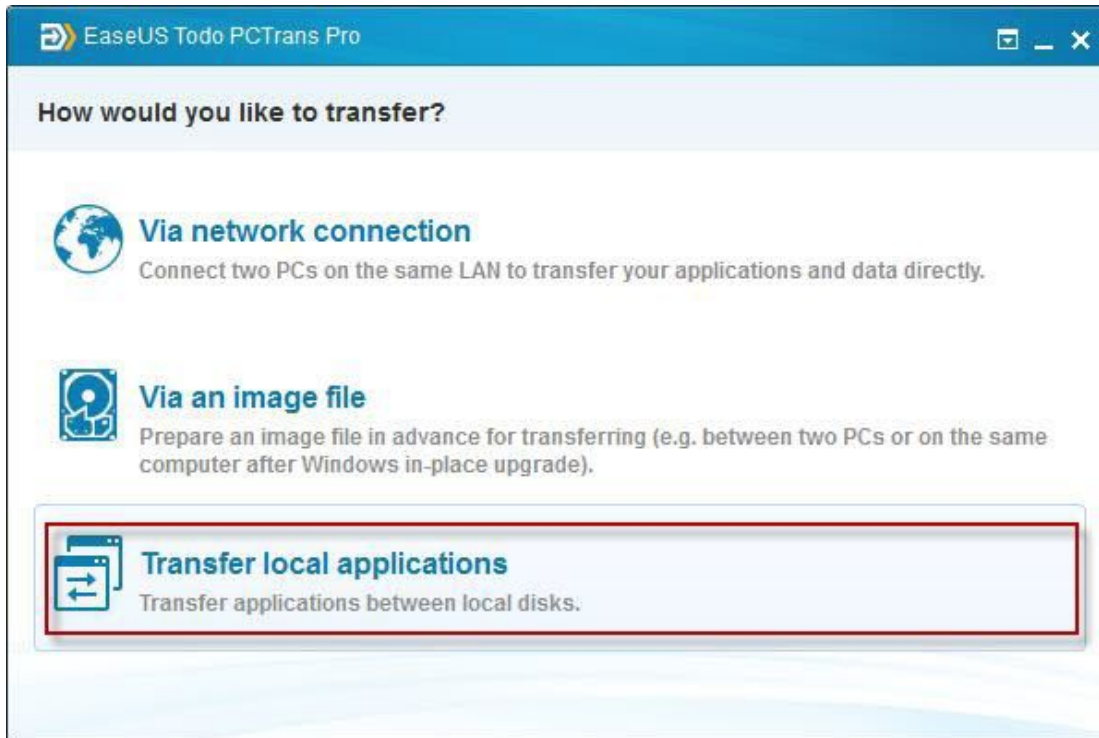 EaseUS Todo PCTrans Pro
How would you like to transfer?
Via network connection
Connect two PCs on the same LAN to transfer your applications and data directly.
Via an image file
Prepare an image file in advance for transferring (e.g. between two PCs or on the same
computer after Windows in-place upgrade).
Transfer local applications
Transfer applications between local disks.